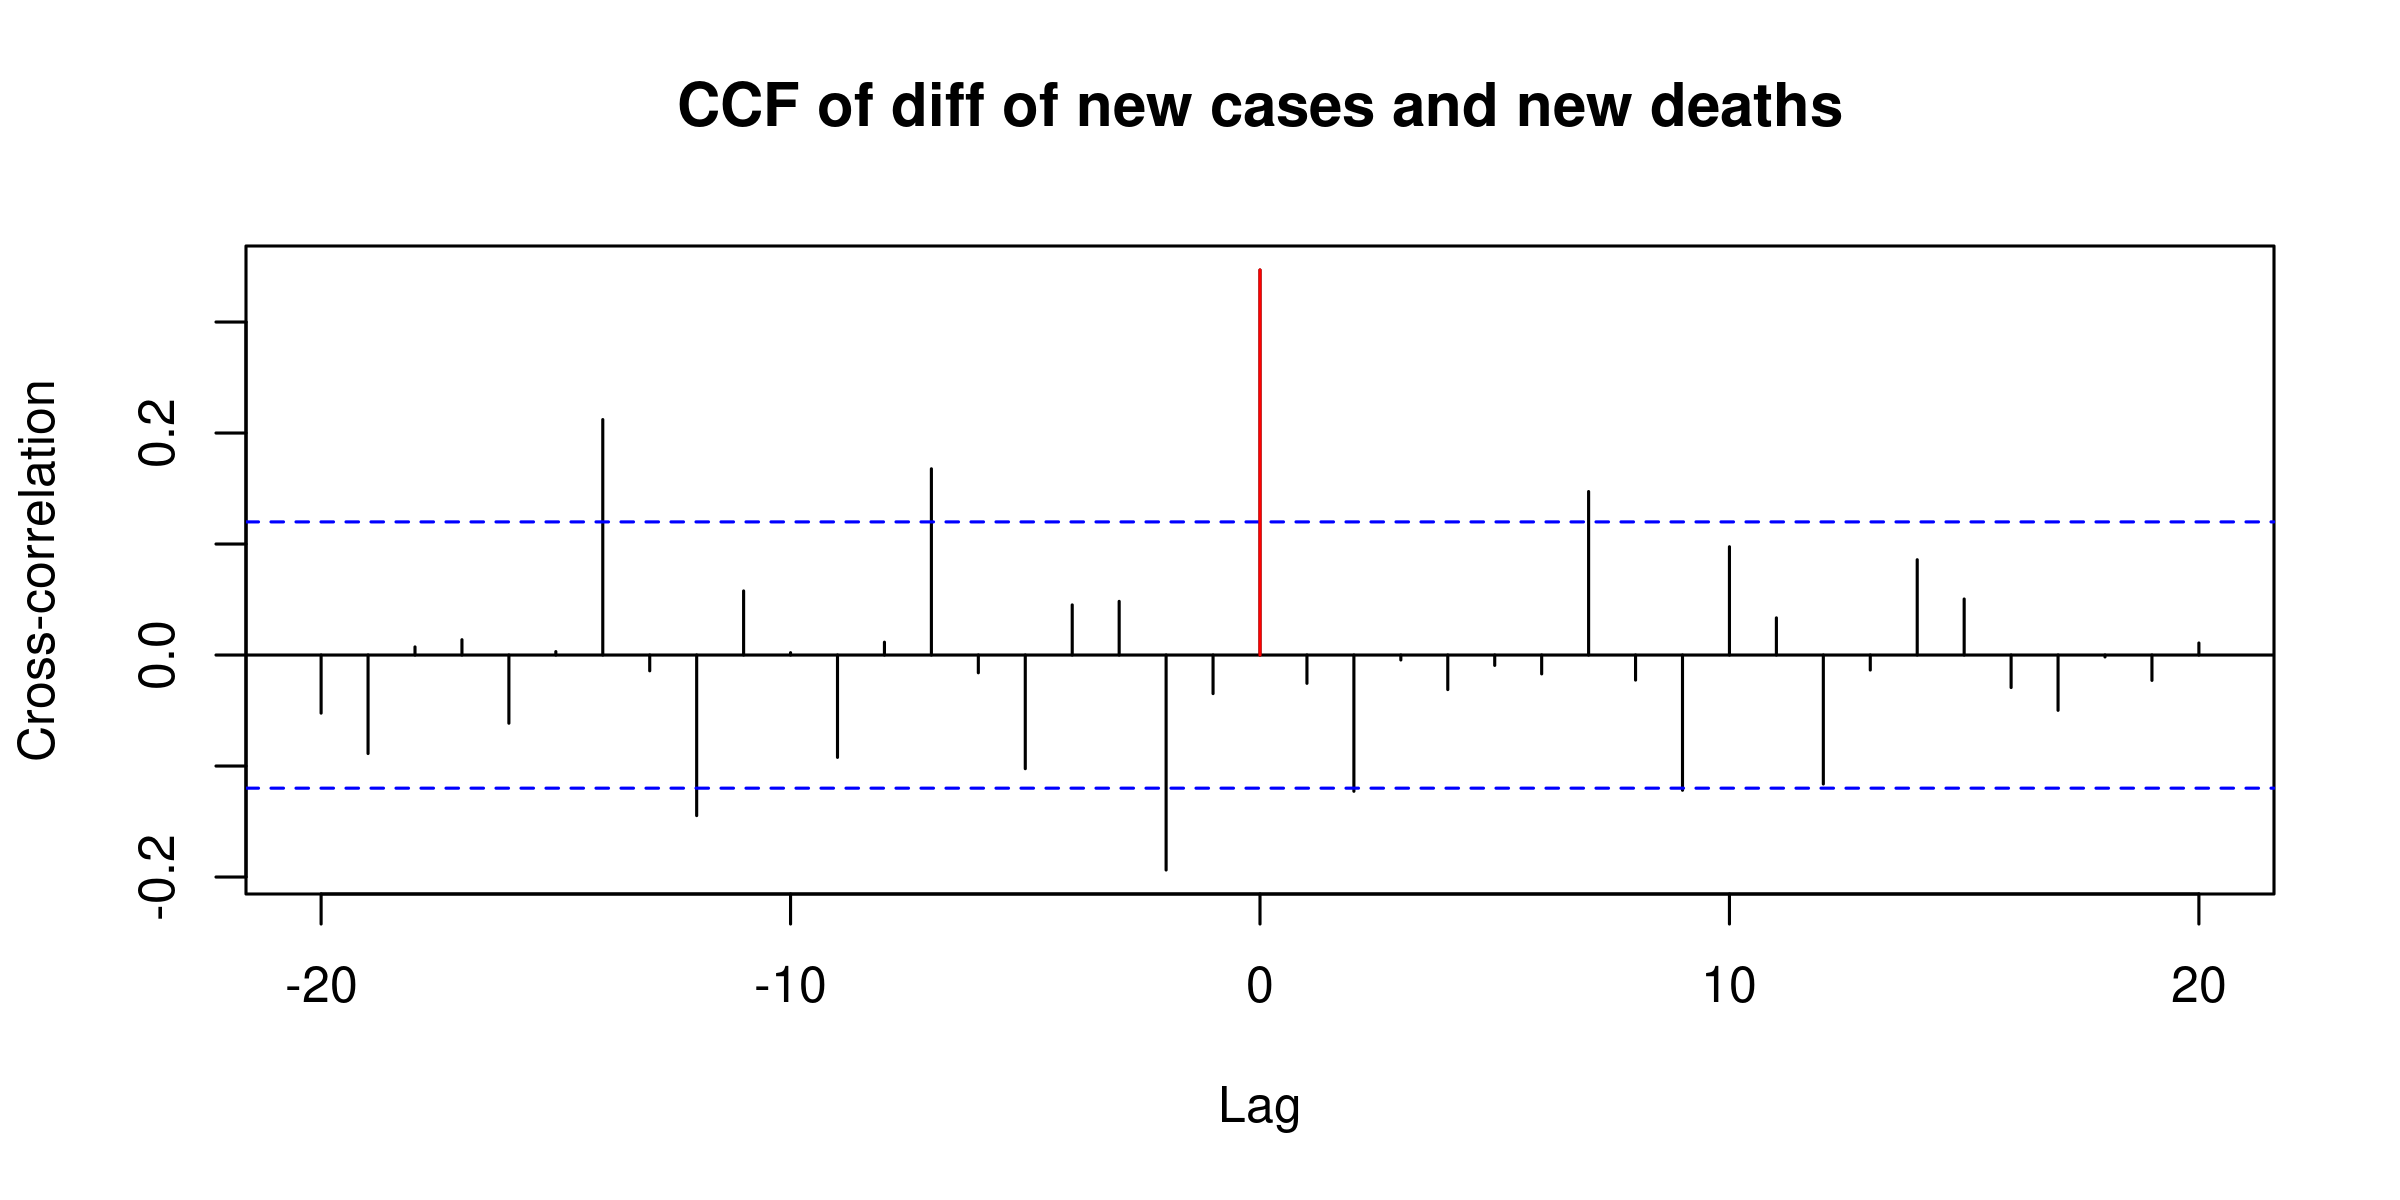 CCF of diff of new cases and new deaths
Cross-correlation
0.2
0.0
-0.2
-20 -10 0 10 20
Lag